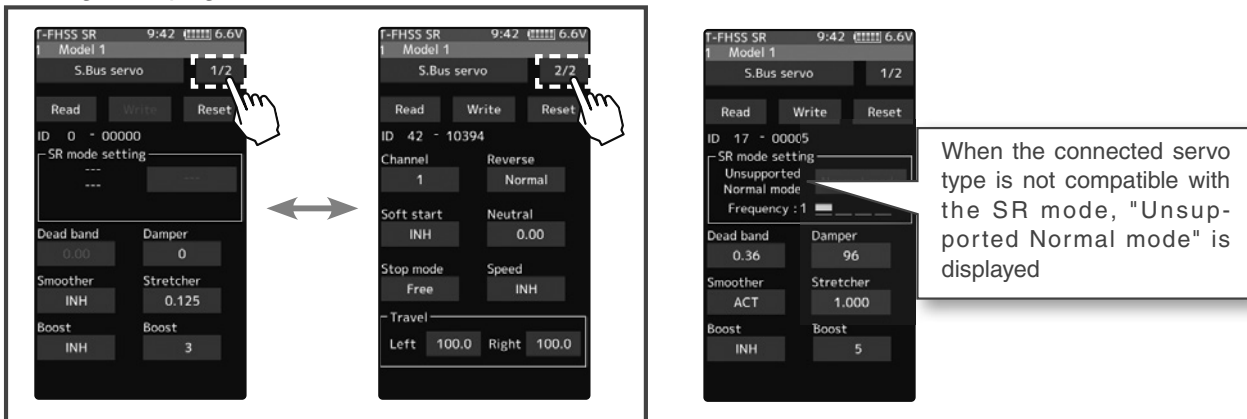 T-FHSS SR 9:42 6.6V
1 Model 1
S.Bus servo 1/2
Read Write Reset
ID 0 - 00000
SR mode setting
---
--- ---
Dead band Damper
0.00 0
Smoother Stretcher
INH 0.125
Boost Boost
INH 3
T-FHSS SR 9:42 6.6V
1 Model 1
S.Bus servo 2/2
Read Write Reset
ID 42 - 10394
Channel Reverse
1 Normal
Soft start Neutral
INH 0.00
Stop mode Speed
Free INH
Travel
Left 100.0 Right 100.0
T-FHSS SR 9:42 6.6V
1 Model 1
S.Bus servo 1/2
Read Write Reset
ID 17 - 00005
SR mode setting
Unsupported
Normal mode
Frequency : 1
Dead band Damper
0.36 96
Smoother Stretcher
ACT 1.000
Boost Boost
INH 5
When the connected servo
type is not compatible with
the SR mode, "Unsup-
ported Normal mode" is
displayed